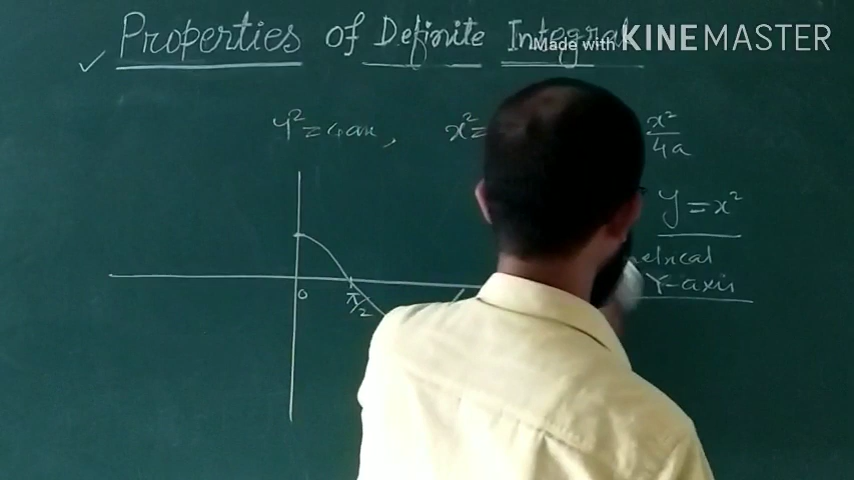 ✓ Properties of Definite Integral
Made with KINEMASTER
y² = 4ax, x² = x²/4a
y = x²
Y-axis
0
π/2